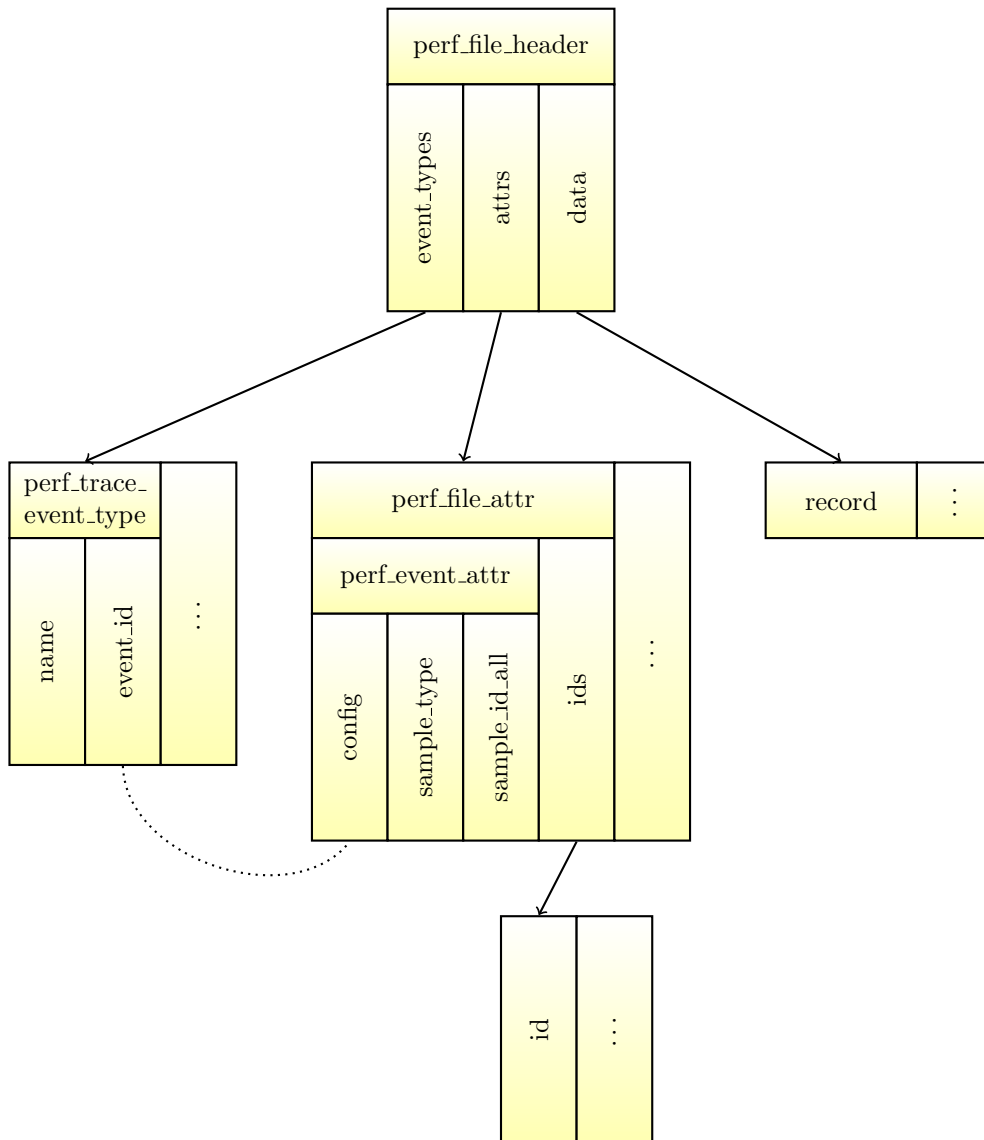 perf_file_header
event_types
attrs
data
perf_trace_
event_type
name
event_id
...
perf_file_attr
perf_event_attr
config
sample_type
sample_id_all
ids
...
record
...
id
...